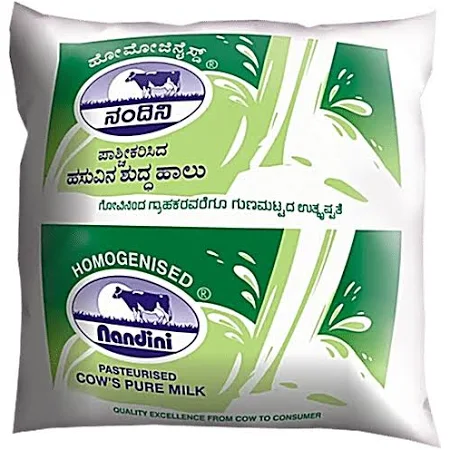 ಹೋಮೋಜಿನೈಸ್ಡ್
®
ನಂದಿನಿ
ಪಾಶ್ಚೀಕರಿಸಿದ
ಹಸುವಿನ ಶುದ್ಧ ಹಾಲು
ಗೋವಿನಿಂದ ಗ್ರಾಹಕರವರೆಗೂ ಗುಣಮಟ್ಟದ ಉತ್ಕೃಷ್ಟತೆ
HOMOGENISED
®
nandini
PASTEURISED
COW'S PURE MILK
QUALITY EXCELLENCE FROM COW TO CONSUMER